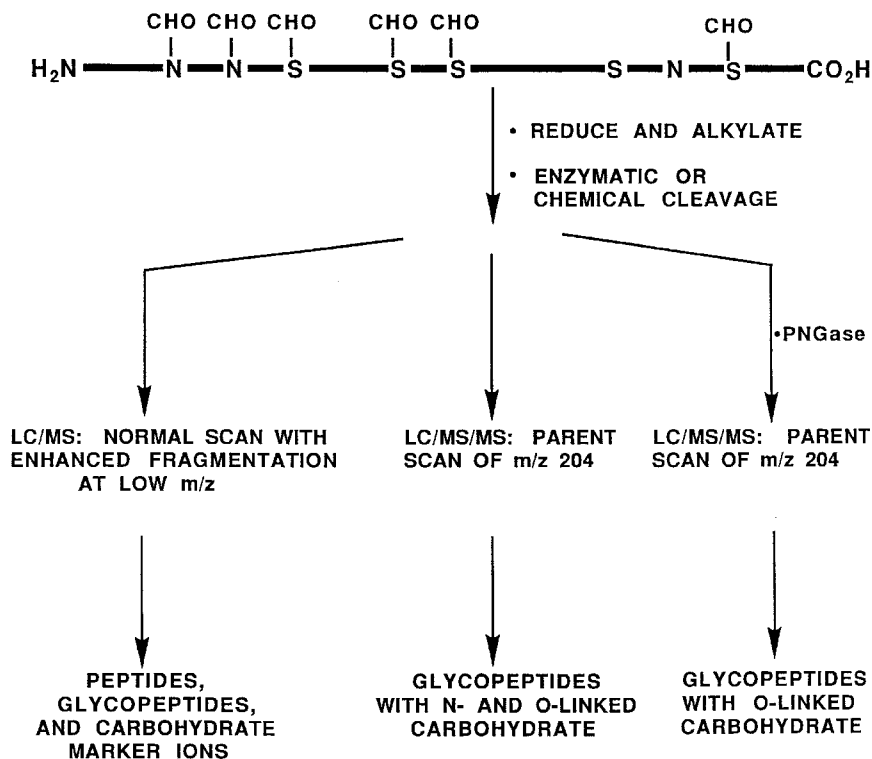 CHO CHO CHO CHO CHO CHO
H₂N N N S S S S N S CO₂H
• REDUCE AND ALKYLATE
• ENZYMATIC OR
CHEMICAL CLEAVAGE
•PNGase
LC/MS: NORMAL SCAN WITH
ENHANCED FRAGMENTATION
AT LOW m/z
LC/MS/MS: PARENT
SCAN OF m/z 204
LC/MS/MS: PARENT
SCAN OF m/z 204
PEPTIDES,
GLYCOPEPTIDES,
AND CARBOHYDRATE
MARKER IONS
GLYCOPEPTIDES
WITH N- AND O-LINKED
CARBOHYDRATE
GLYCOPEPTIDES
WITH O-LINKED
CARBOHYDRATE